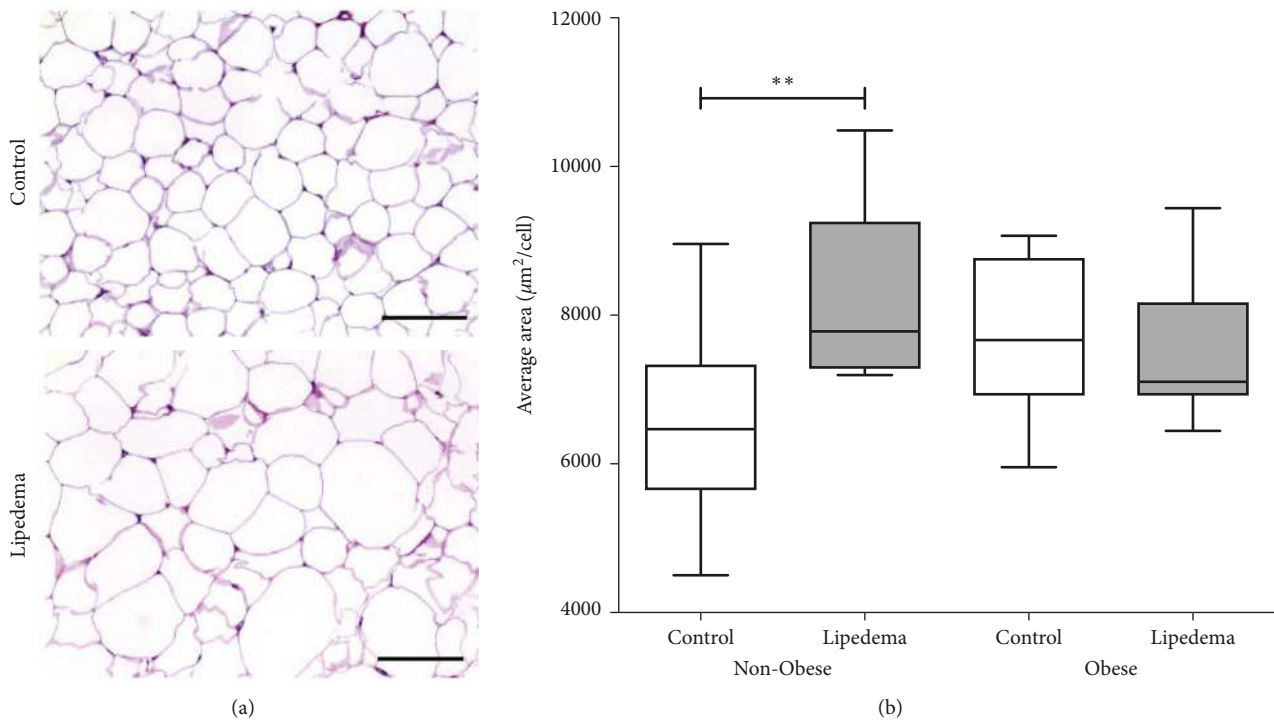 Control
Lipedema
(a)
Average area (μm²/cell)
12000
10000
8000
6000
4000
**
Control
Lipedema
Control
Lipedema
Non-Obese
Obese
(b)